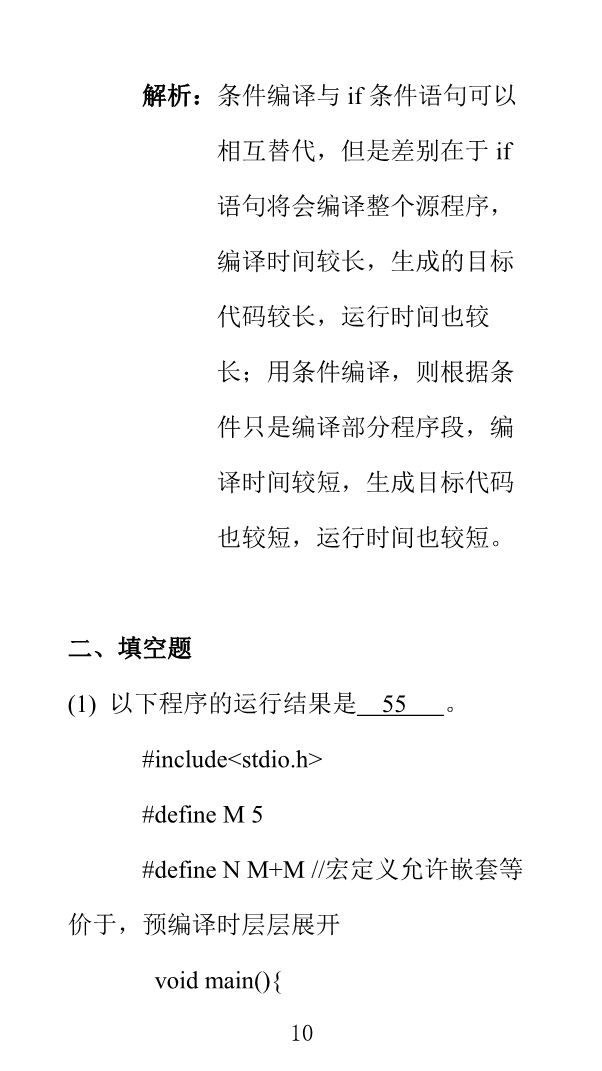 解析：条件编译与 if 条件语句可以
相互替代，但是差别在于 if
语句将会编译整个源程序，
编译时间较长，生成的目标
代码较长，运行时间也较
长；用条件编译，则根据条
件只是编译部分程序段，编
译时间较短，生成目标代码
也较短，运行时间也较短。
二、填空题
(1) 以下程序的运行结果是 55 。
#include<stdio.h>
#define M 5
#define N M+M //宏定义允许嵌套等
价于，预编译时层层展开
void main(){
10